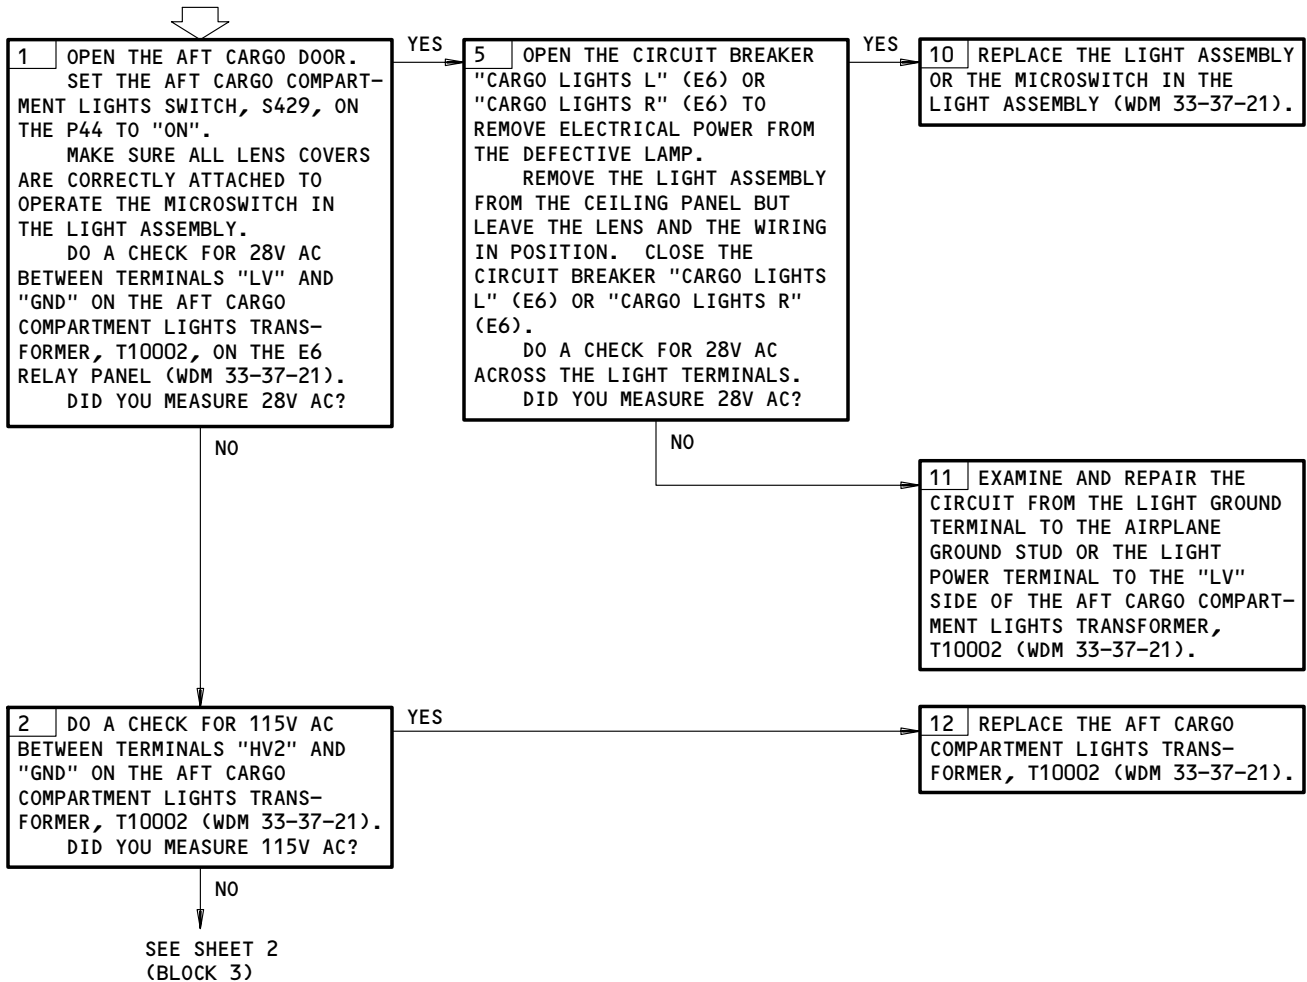 1 OPEN THE AFT CARGO DOOR.
SET THE AFT CARGO COMPART-
MENT LIGHTS SWITCH, S429, ON
THE P44 TO "ON".
MAKE SURE ALL LENS COVERS
ARE CORRECTLY ATTACHED TO
OPERATE THE MICROSWITCH IN
THE LIGHT ASSEMBLY.
DO A CHECK FOR 28V AC
BETWEEN TERMINALS "LV" AND
"GND" ON THE AFT CARGO
COMPARTMENT LIGHTS TRANS-
FORMER, T10002, ON THE E6
RELAY PANEL (WDM 33-37-21).
DID YOU MEASURE 28V AC?
YES
5 OPEN THE CIRCUIT BREAKER
"CARGO LIGHTS L" (E6) OR
"CARGO LIGHTS R" (E6) TO
REMOVE ELECTRICAL POWER FROM
THE DEFECTIVE LAMP.
REMOVE THE LIGHT ASSEMBLY
FROM THE CEILING PANEL BUT
LEAVE THE LENS AND THE WIRING
IN POSITION. CLOSE THE
CIRCUIT BREAKER "CARGO LIGHTS
L" (E6) OR "CARGO LIGHTS R"
(E6).
DO A CHECK FOR 28V AC
ACROSS THE LIGHT TERMINALS.
DID YOU MEASURE 28V AC?
YES
10 REPLACE THE LIGHT ASSEMBLY
OR THE MICROSWITCH IN THE
LIGHT ASSEMBLY (WDM 33-37-21).
NO
NO
11 EXAMINE AND REPAIR THE
CIRCUIT FROM THE LIGHT GROUND
TERMINAL TO THE AIRPLANE
GROUND STUD OR THE LIGHT
POWER TERMINAL TO THE "LV"
SIDE OF THE AFT CARGO COMPART-
MENT LIGHTS TRANSFORMER,
T10002 (WDM 33-37-21).
2 DO A CHECK FOR 115V AC
BETWEEN TERMINALS "HV2" AND
"GND" ON THE AFT CARGO
COMPARTMENT LIGHTS TRANS-
FORMER, T10002 (WDM 33-37-21).
DID YOU MEASURE 115V AC?
YES
12 REPLACE THE AFT CARGO
COMPARTMENT LIGHTS TRANS-
FORMER, T10002 (WDM 33-37-21).
NO
SEE SHEET 2
(BLOCK 3)